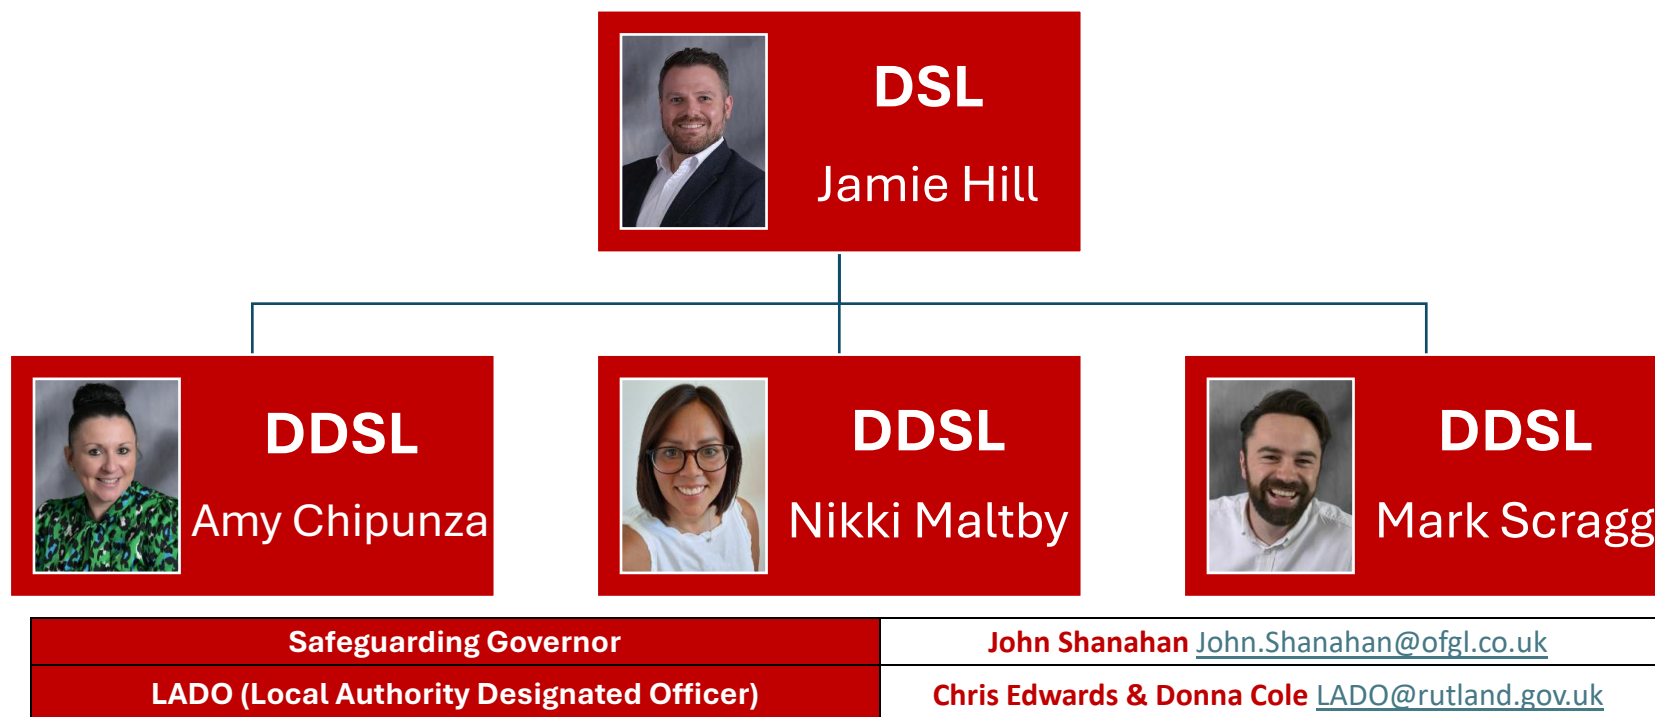 DSL
Jamie Hill
DDSL
Amy Chipunza
DDSL
Nikki Maltby
DDSL
Mark Scragg
Safeguarding Governor
John Shanahan John.Shanahan@ofgl.co.uk
LADO (Local Authority Designated Officer)
Chris Edwards & Donna Cole LADO@rutland.gov.uk